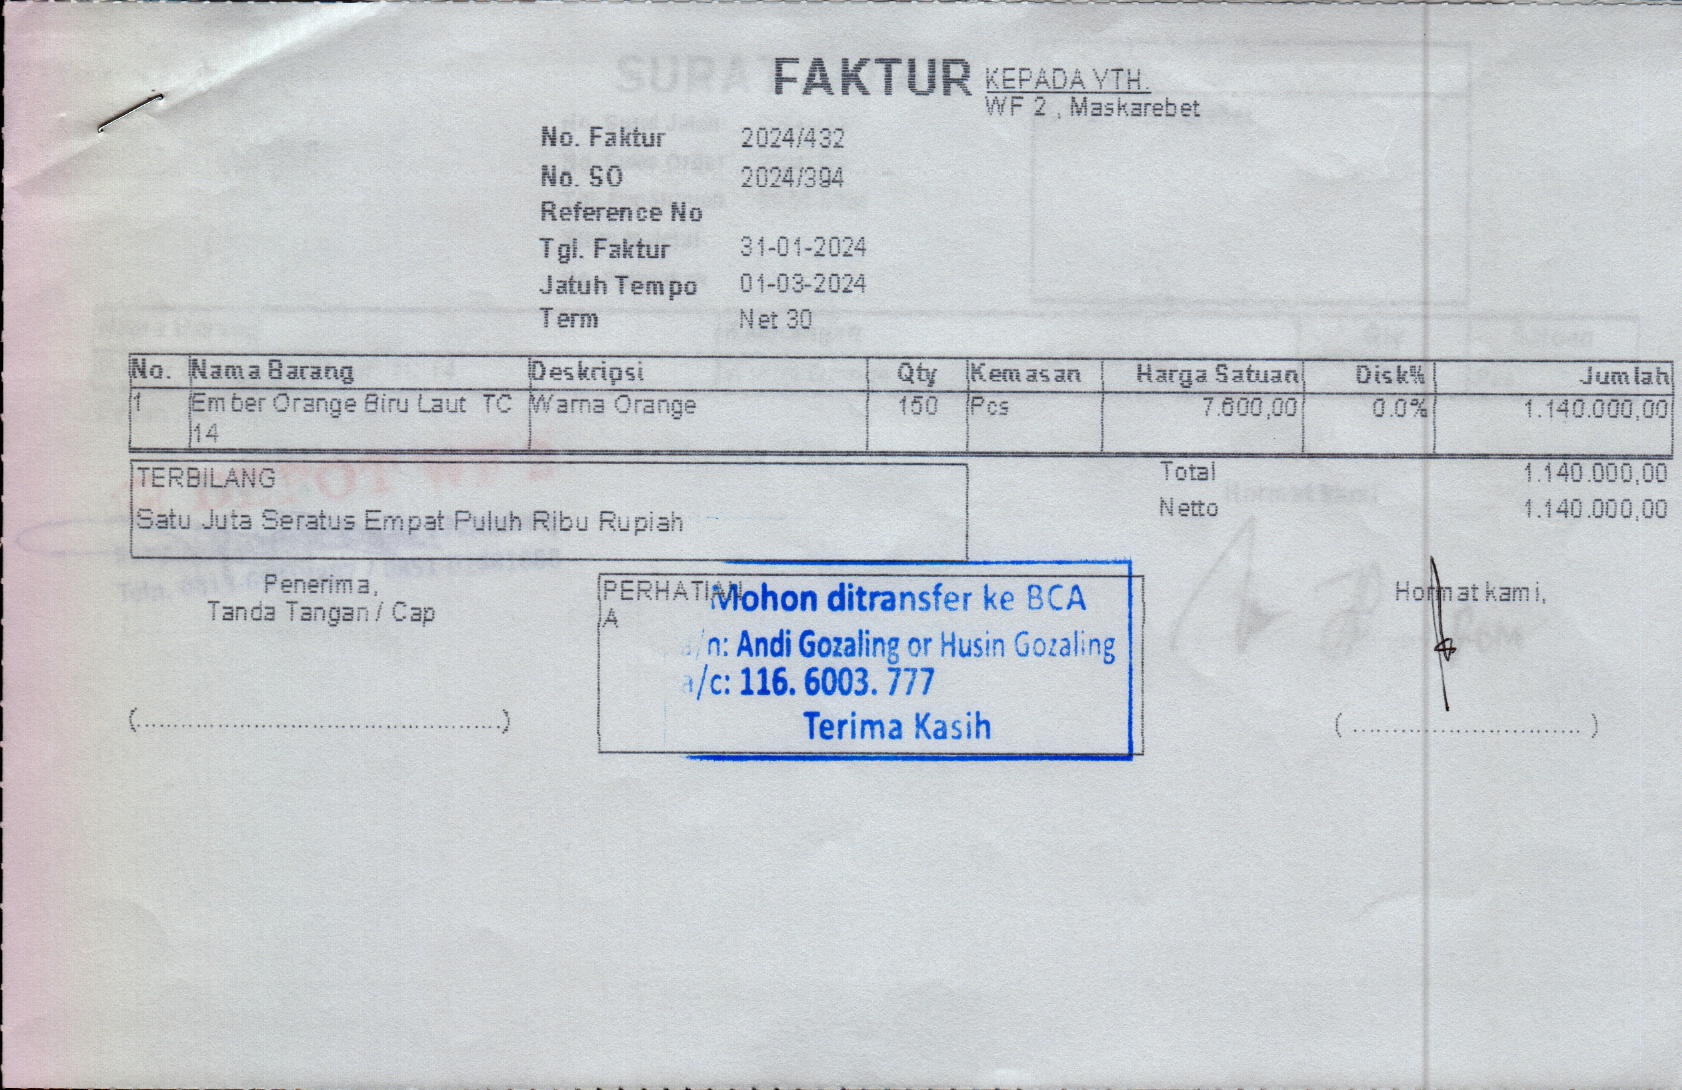 FAKTUR
KEPADA YTH.
WF 2 , Maskarebet
No. Faktur 2024/432
No. SO 2024/394
Reference No
Tgl. Faktur 31-01-2024
Jatuh Tempo 01-03-2024
Term Net 30
No. Nama Barang Deskripsi Qty Kemasan Harga Satuan Disk% Jumlah
1 Ember Orange Biru Laut TC Warna Orange 150 Pcs 7.600,00 0.0% 1.140.000,00
14
TERBILANG
Satu Juta Seratus Empat Puluh Ribu Rupiah
Total 1.140.000,00
Netto 1.140.000,00
Penerima,
Tanda Tangan / Cap
(................................................)
PERHATIAN
A
Mohon ditransfer ke BCA
a/n: Andi Gozaling or Husin Gozaling
a/c: 116. 6003. 777
Terima Kasih
Hormat kami,
( .............................. )